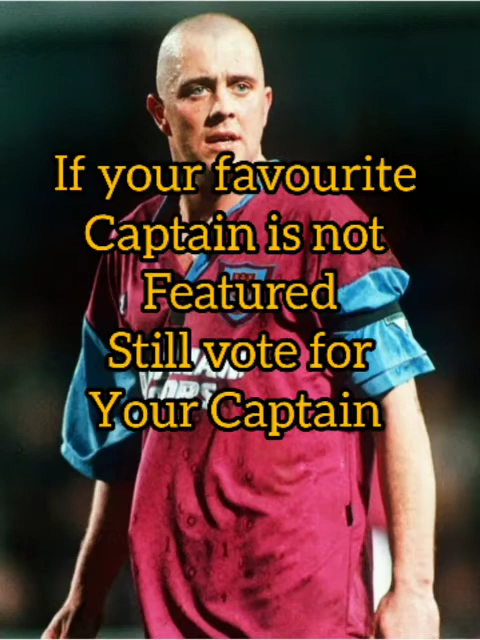 If your favourite
Captain is not
Featured
Still vote for
Your Captain